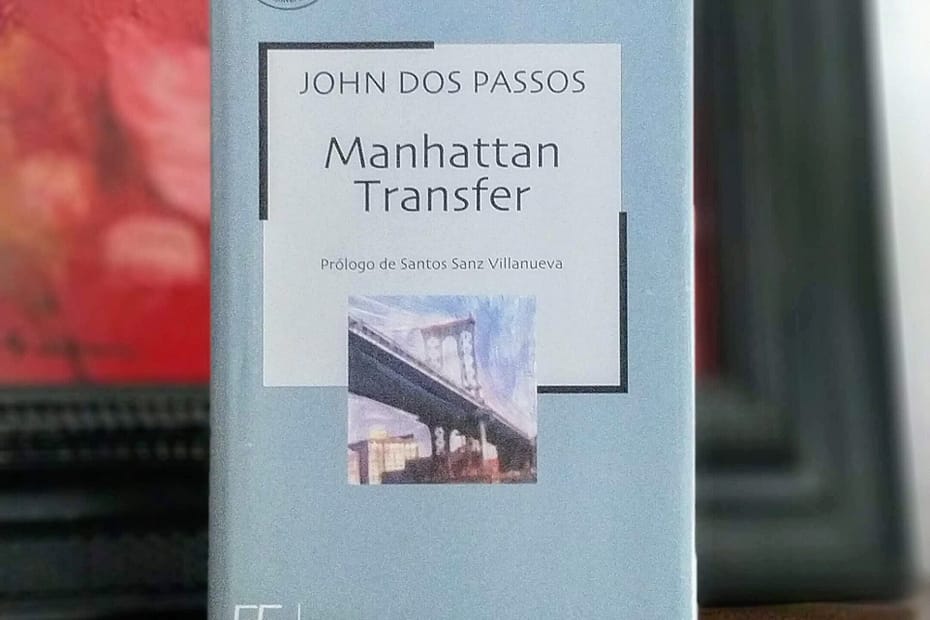 JOHN DOS PASSOS
Manhattan
Transfer
Prólogo de Santos Sanz Villanueva